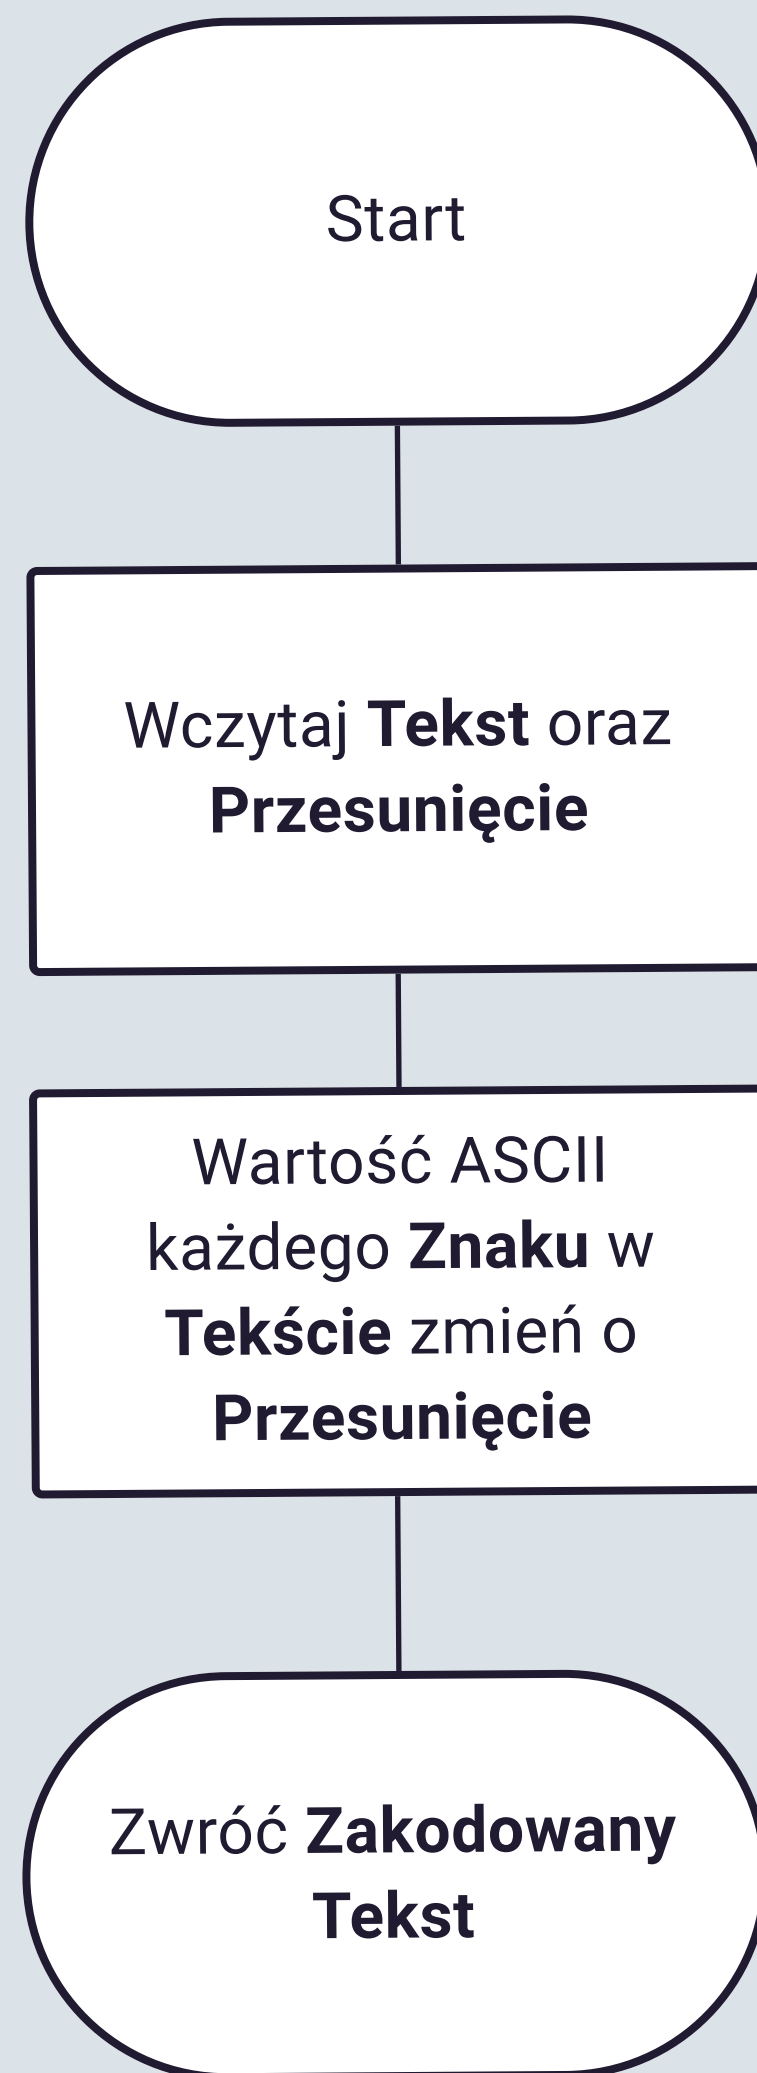 Start
Wczytaj Tekst oraz
Przesunięcie
Wartość ASCII
każdego Znaku w
Tekście zmień o
Przesunięcie
Zwróć Zakodowany
Tekst